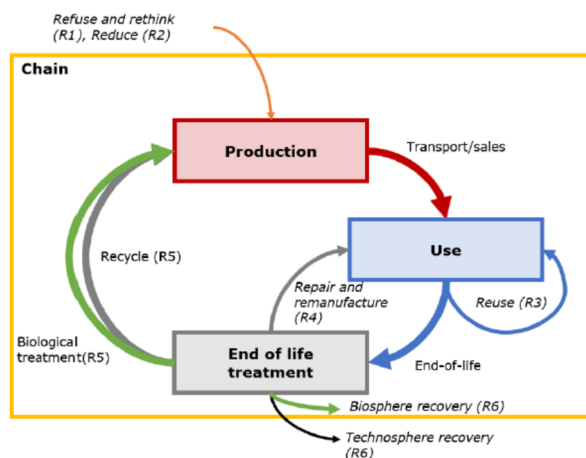 Refuse and rethink
(R1), Reduce (R2)
Chain
Production
Transport/sales
Recycle (R5)
Use
Repair and
remanufacture
(R4)
Reuse (R3)
Biological
treatment(R5)
End of life
treatment
End-of-life
Biosphere recovery (R6)
Technosphere recovery
(R6)